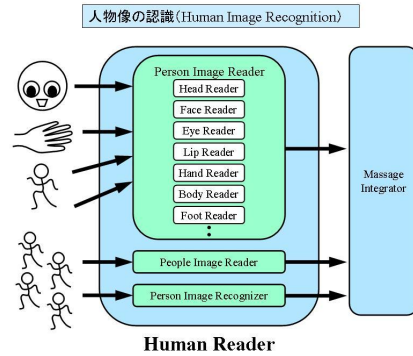 人物像の認識(Human Image Recognition)
Person Image Reader
Head Reader
Face Reader
Eye Reader
Lip Reader
Hand Reader
Body Reader
Foot Reader
People Image Reader
Person Image Recognizer
Massage
Integrator
Human Reader